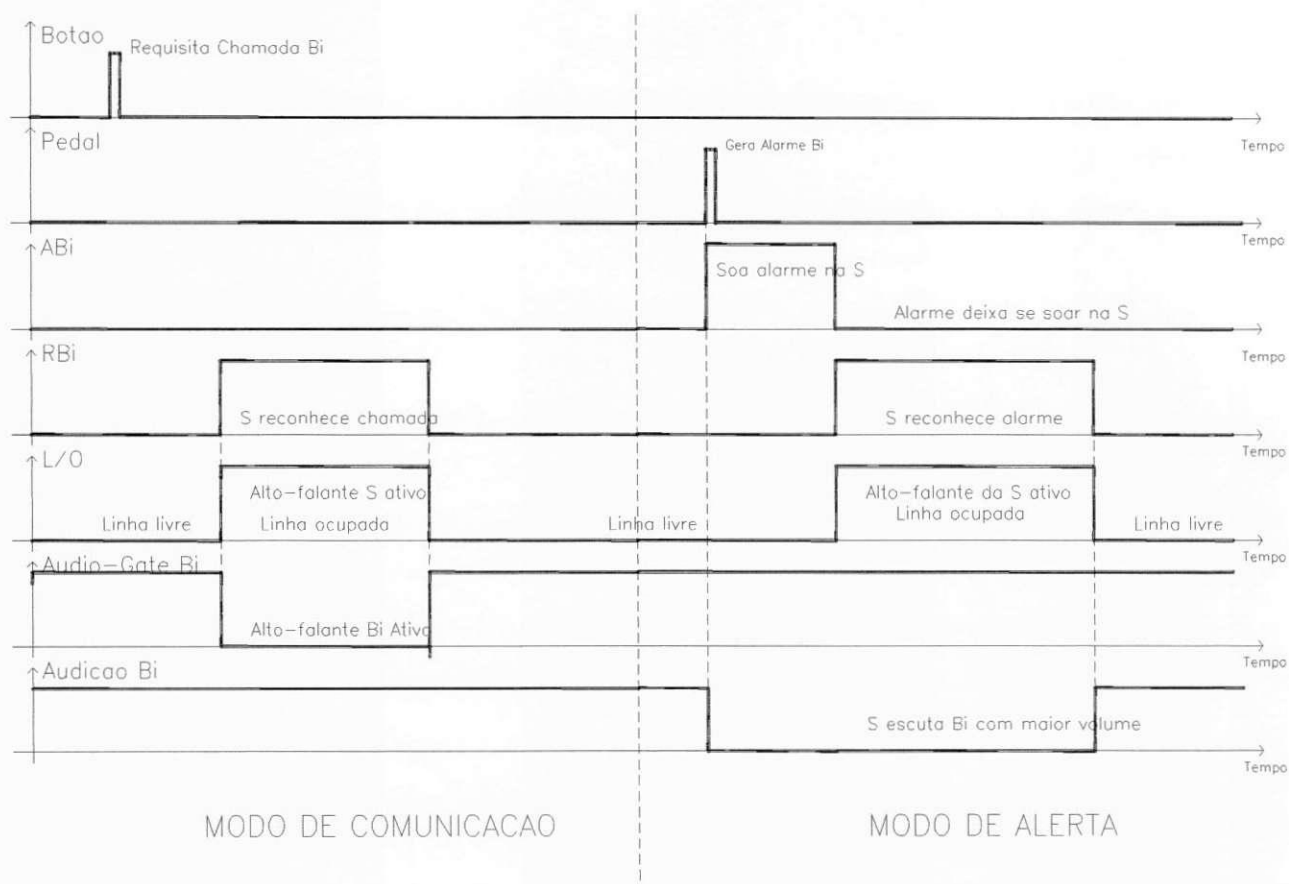 Botao
Requisita Chamada Bi
Tempo
Pedal
Gera Alarme Bi
Tempo
ABi
Soa alarme na S
Alarme deixa se soar na S
Tempo
RBi
S reconhece chamada
S reconhece alarme
Tempo
L/O
Alto-falante S ativo
Alto-falante da S ativo
Linha livre
Linha ocupada
Linha livre
Linha ocupada
Linha livre
Tempo
Audio-Gate Bi
Alto-falante Bi Ativo
Tempo
Audicao Bi
S escuta Bi com maior volume
Tempo
MODO DE COMUNICACAO
MODO DE ALERTA